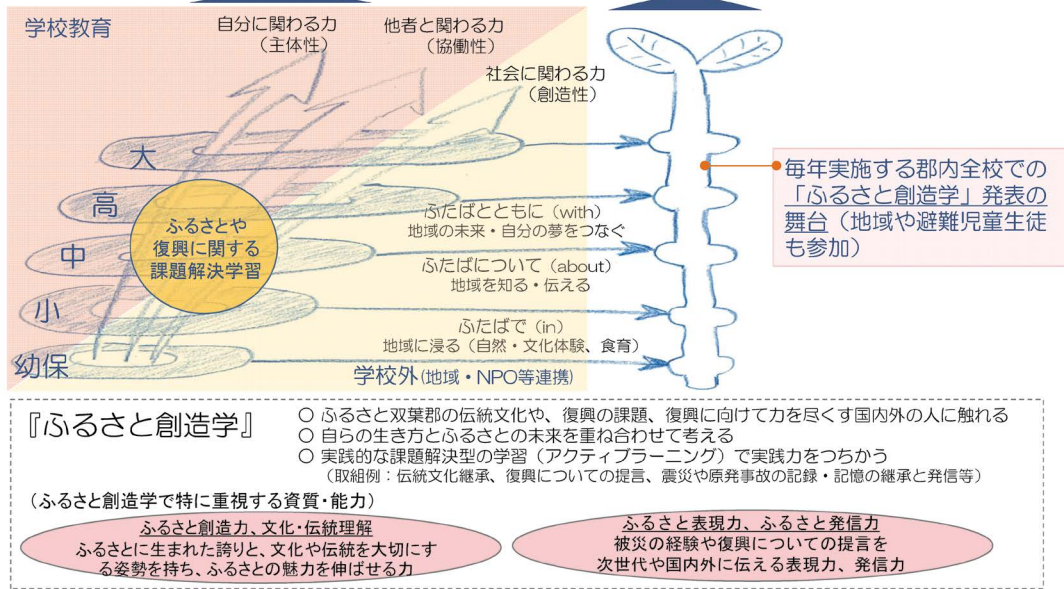 学校教育
自分に関わる力
（主体性）
他者と関わる力
（協働性）
社会に関わる力
（創造性）
大
高
中
小
幼保
ふるさとや
復興に関する
課題解決学習
ふたばとともに（with）
地域の未来・自分の夢をつなぐ
ふたばについて（about）
地域を知る・伝える
ふたばで（in）
地域に浸る（自然・文化体験、食育）
学校外（地域・NPO等連携）
毎年実施する郡内全校での
「ふるさと創造学」発表の
舞台（地域や避難児童生徒
も参加）
『ふるさと創造学』
○ ふるさと双葉郡の伝統文化や、復興の課題、復興に向けて力を尽くす国内外の人に触れる
○ 自らの生き方とふるさとの未来を重ね合わせて考える
○ 実践的な課題解決型の学習（アクティブラーニング）で実践力をつちかう
（取組例：伝統文化継承、復興についての提言、震災や原発事故の記録・記憶の継承と発信等）
（ふるさと創造学で特に重視する資質・能力）
ふるさと創造力、文化・伝統理解
ふるさとに生まれた誇りと、文化や伝統を大切にす
る姿勢を持ち、ふるさとの魅力を伸ばせる力
ふるさと表現力、ふるさと発信力
被災の経験や復興についての提言を
次世代や国内外に伝える表現力、発信力